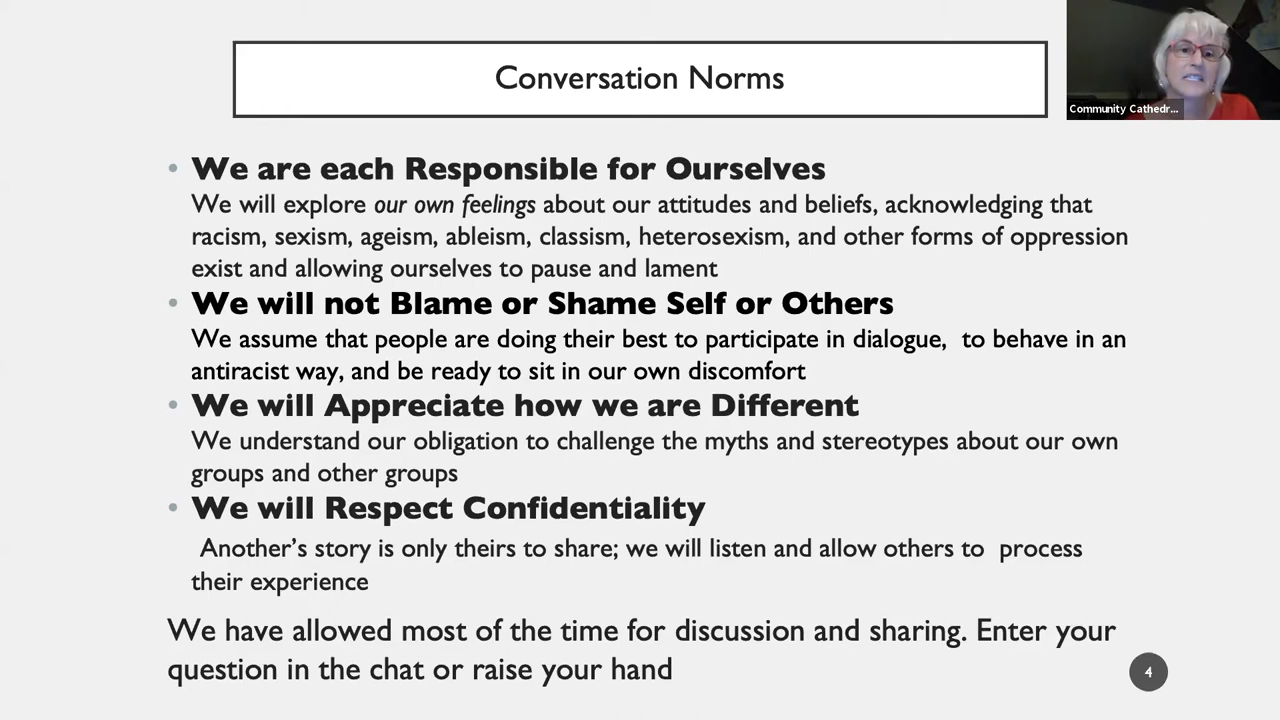 Conversation Norms
Community Cathedr...
• We are each Responsible for Ourselves
We will explore our own feelings about our attitudes and beliefs, acknowledging that
racism, sexism, ageism, ableism, classism, heterosexism, and other forms of oppression
exist and allowing ourselves to pause and lament
• We will not Blame or Shame Self or Others
We assume that people are doing their best to participate in dialogue,  to behave in an
antiracist way, and be ready to sit in our own discomfort
• We will Appreciate how we are Different
We understand our obligation to challenge the myths and stereotypes about our own
groups and other groups
• We will Respect Confidentiality
Another’s story is only theirs to share; we will listen and allow others to  process
their experience
We have allowed most of the time for discussion and sharing. Enter your
question in the chat or raise your hand
4